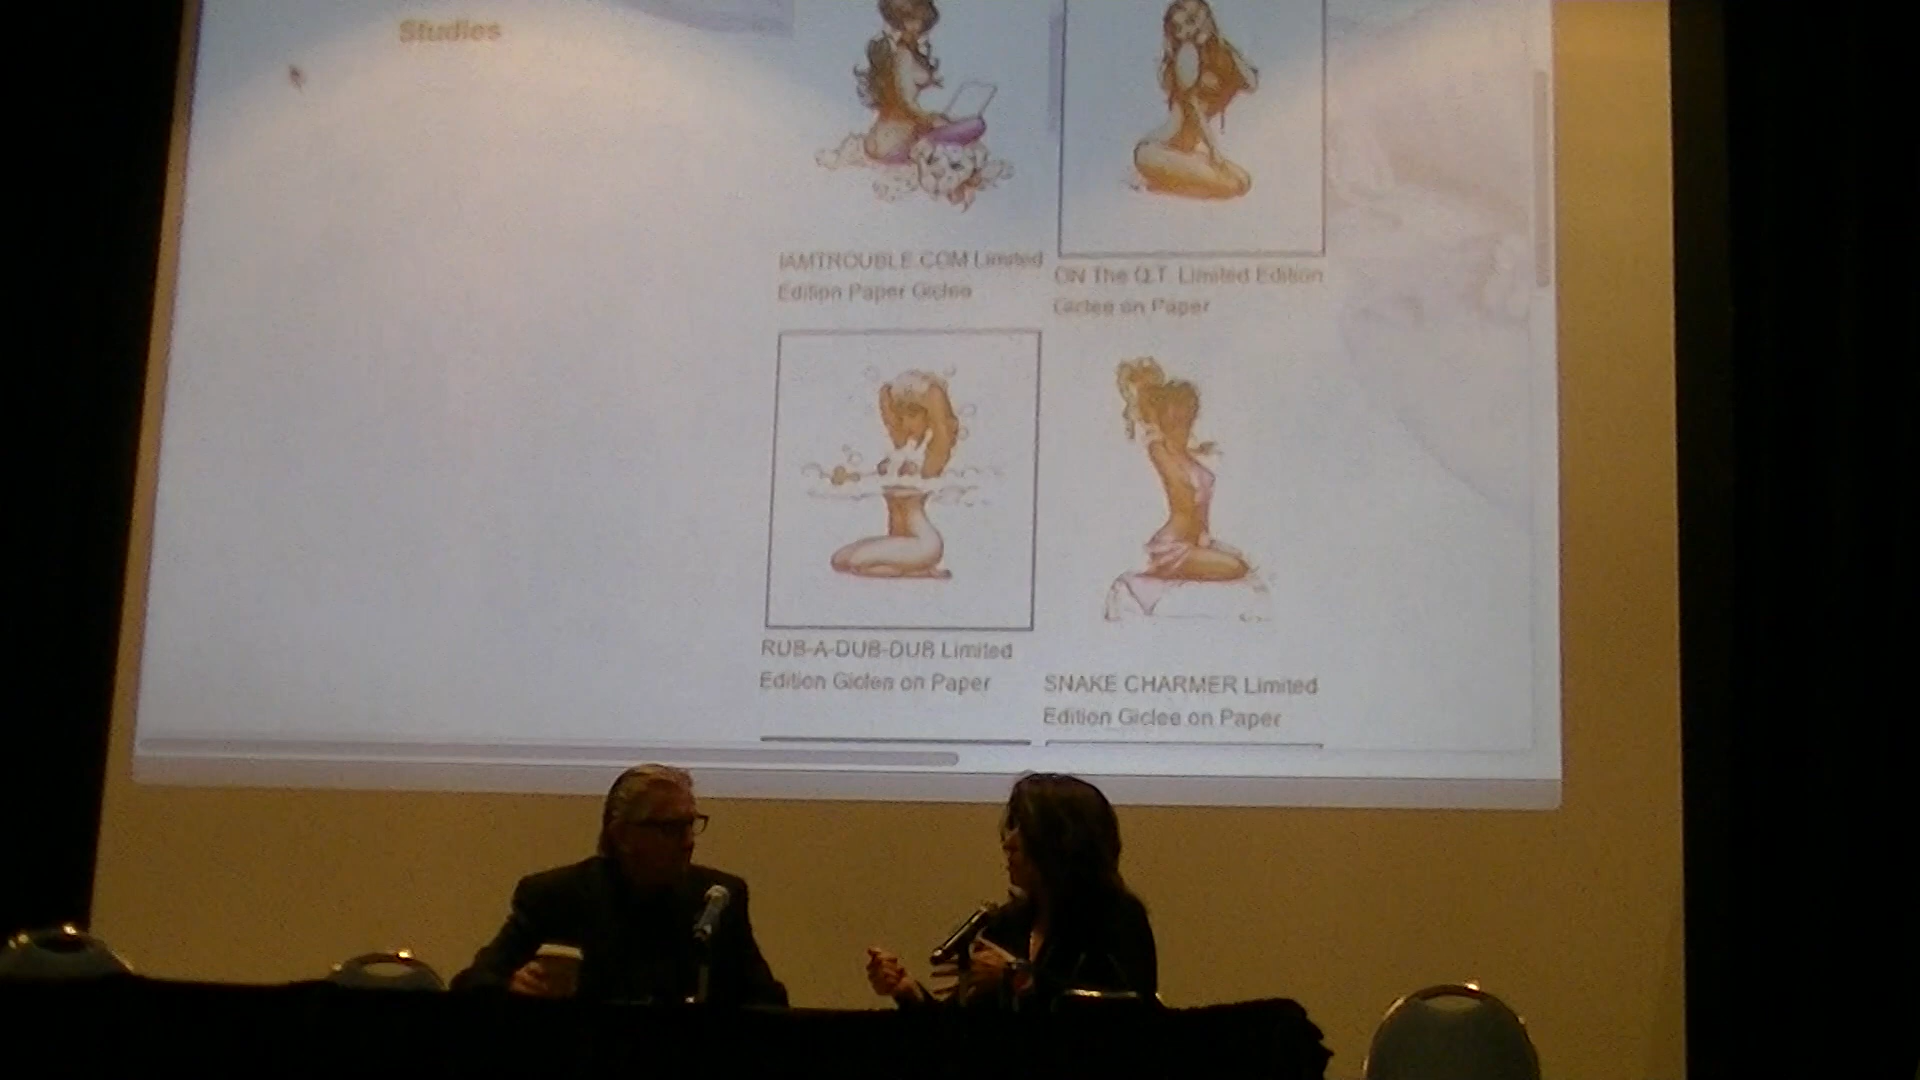 Studies
IAMTROUBLE.COM Limited
Edition Paper Giclee
ON The Q.T. Limited Edition
Giclee on Paper
RUB-A-DUB-DUB Limited
Edition Giclee on Paper
SNAKE CHARMER Limited
Edition Giclee on Paper